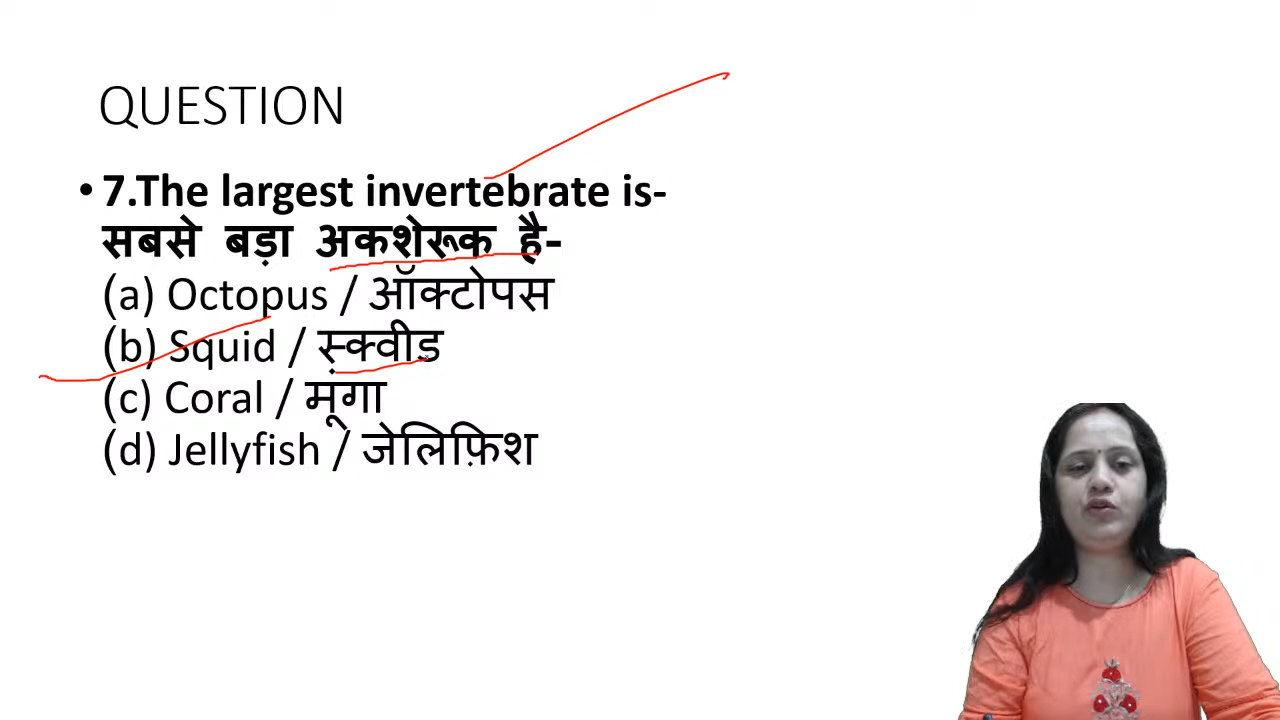 QUESTION
• 7.The largest invertebrate is-
सबसे बड़ा अकशेरूक है-
(a) Octopus / ऑक्टोपस
(b) Squid / स़्क्वीड
(c) Coral / मूंगा
(d) Jellyfish / जेलिफ़िश